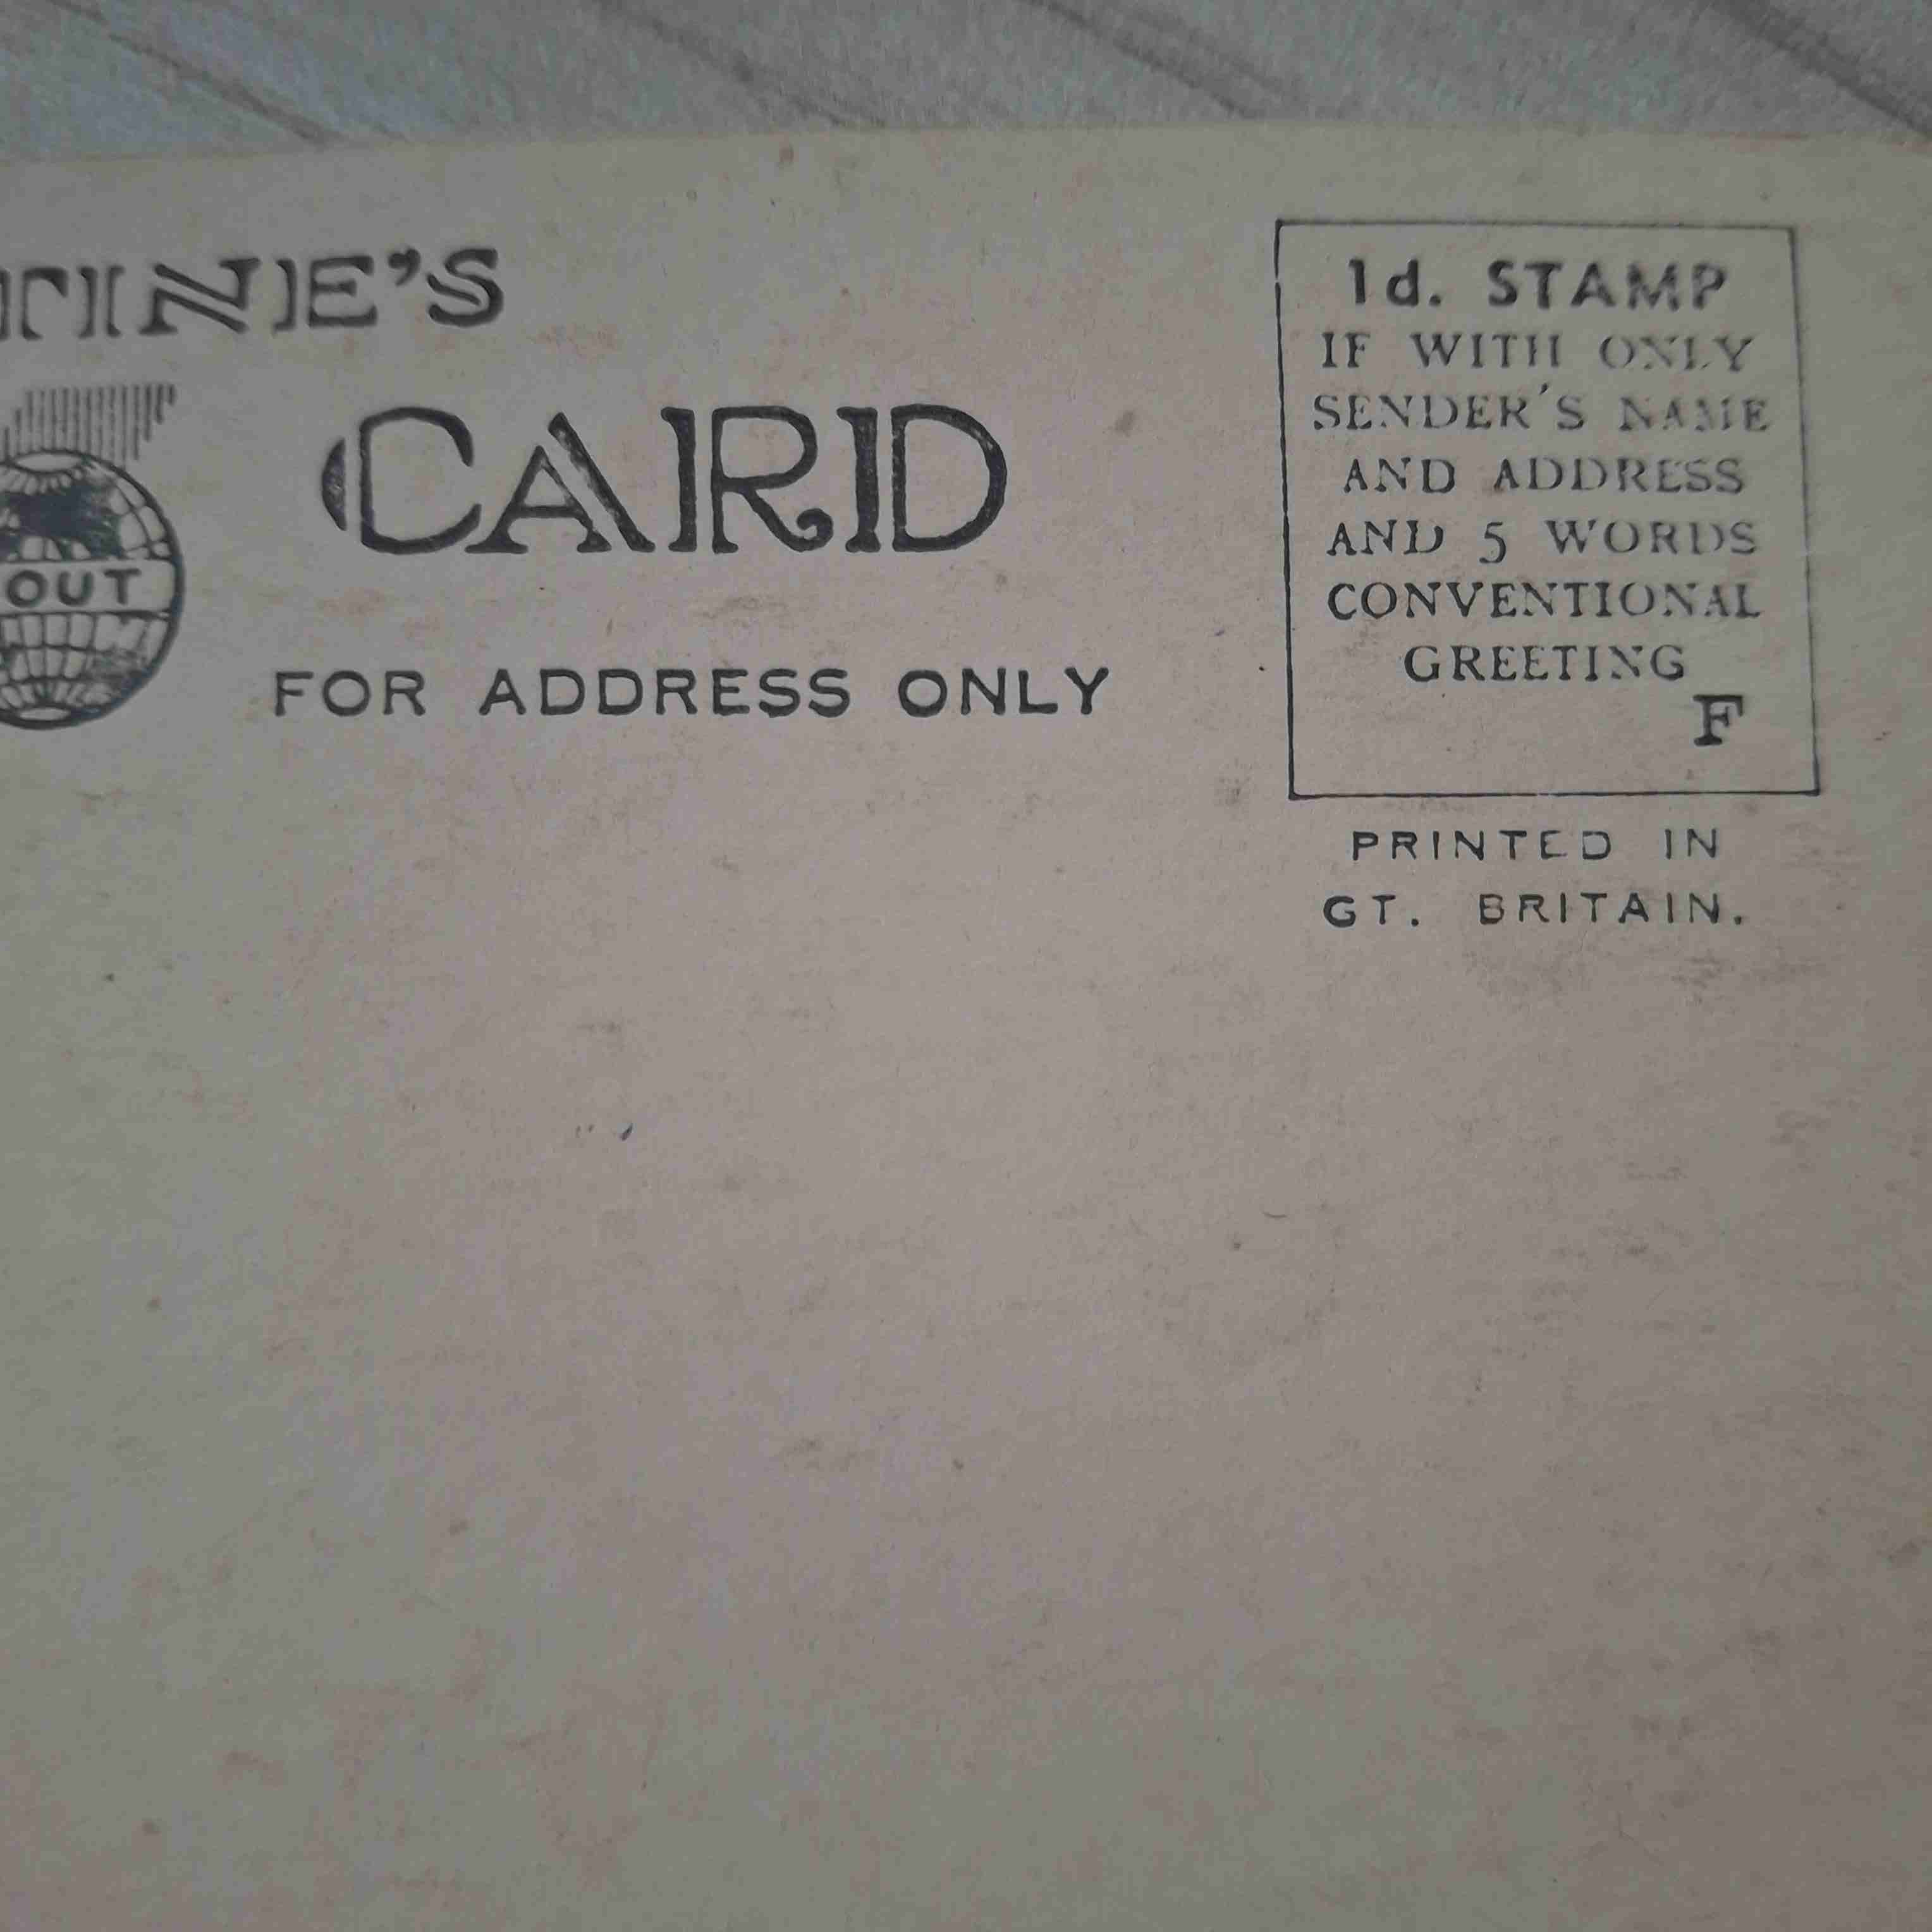 TINE'S
CARD
OUT
FOR ADDRESS ONLY
1d. STAMP
IF WITH ONLY
SENDER'S NAME
AND ADDRESS
AND 5 WORDS
CONVENTIONAL
GREETING
F
PRINTED IN
GT. BRITAIN.